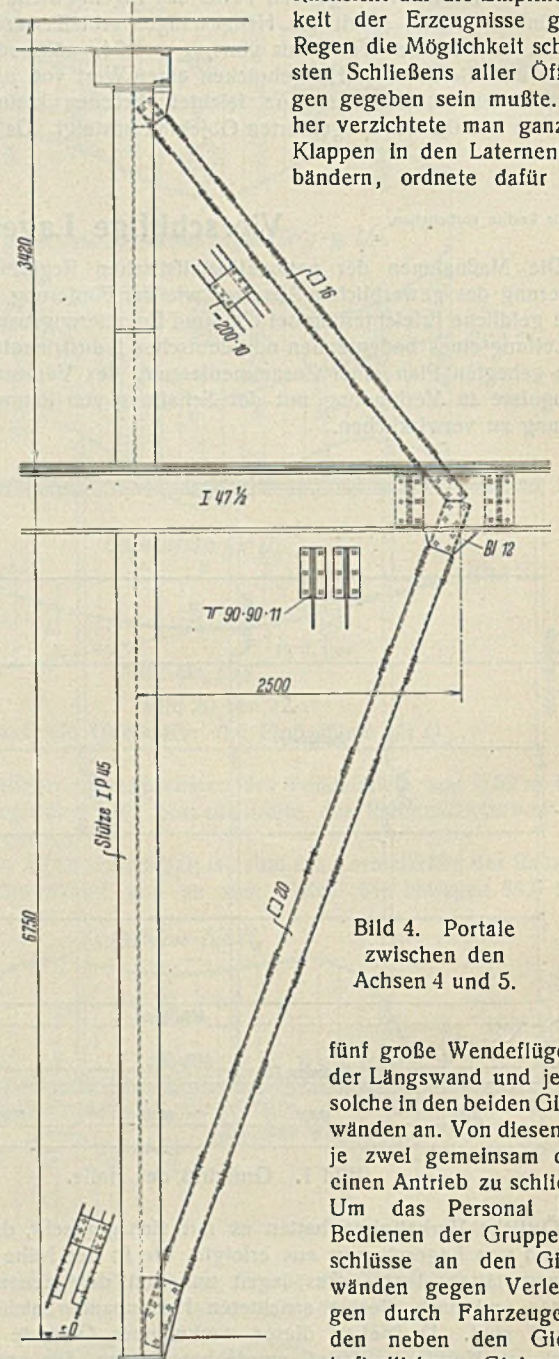 keit der Erzeugnisse g
Regen die Möglichkeit sch
sten Schließens aller Öff
gen gegeben sein mußte.
her verzichtete man ganz
Klappen in den Laternen
bändern, ordnete dafür
3420
16
-200·10
I 47½
Bl 12
90·90·11
2500
Stütze I P 45
20
6750
Bild 4. Portale
zwischen den
Achsen 4 und 5.
fünf große Wendeflüge
der Längswand und je
solche in den beiden Gi
wänden an. Von diesen
je zwei gemeinsam d
einen Antrieb zu schlie
Um das Personal
Bedienen der Gruppe
schlüsse an den Gi
wänden gegen Verle
gen durch Fahrzeuge
den neben den Gie
±0